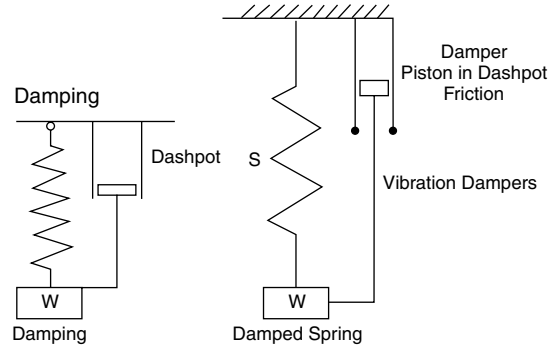 Damping
Dashpot
W
Damping
S
W
Damped Spring
Damper
Piston in Dashpot
Friction
Vibration Dampers